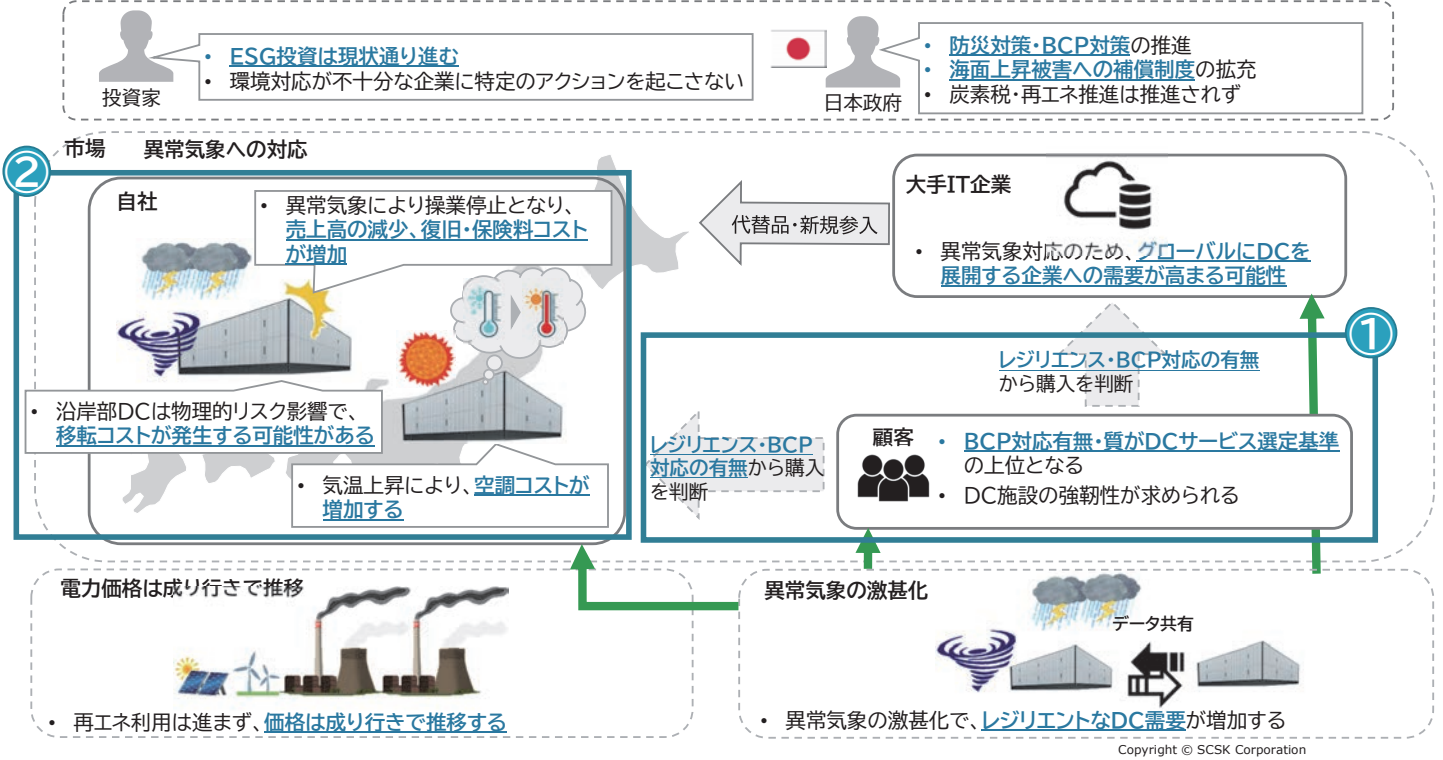 • ESG投資は現状通り進む
• 環境対応が不十分な企業に特定のアクションを起こさない
投資家
• 防災対策・BCP対策の推進
• 海面上昇被害への補償制度の拡充
• 炭素税・再エネ推進は推進されず
日本政府
市場 異常気象への対応
②
自社
• 異常気象により操業停止となり、
売上高の減少、復旧・保険料コスト
が増加
• 沿岸部DCは物理的リスク影響で、
移転コストが発生する可能性がある
• 気温上昇により、空調コストが
増加する
代替品・新規参入
大手IT企業
• 異常気象対応のため、グローバルにDCを
展開する企業への需要が高まる可能性
①
レジリエンス・BCP対応の有無
から購入を判断
レジリエンス・BCP
対応の有無から購入
を判断
顧客
• BCP対応有無・質がDCサービス選定基準
の上位となる
• DC施設の強靭性が求められる
電力価格は成り行きで推移
• 再エネ利用は進まず、価格は成り行きで推移する
異常気象の激甚化
データ共有
• 異常気象の激甚化で、レジリエントなDC需要が増加する
Copyright © SCSK Corporation